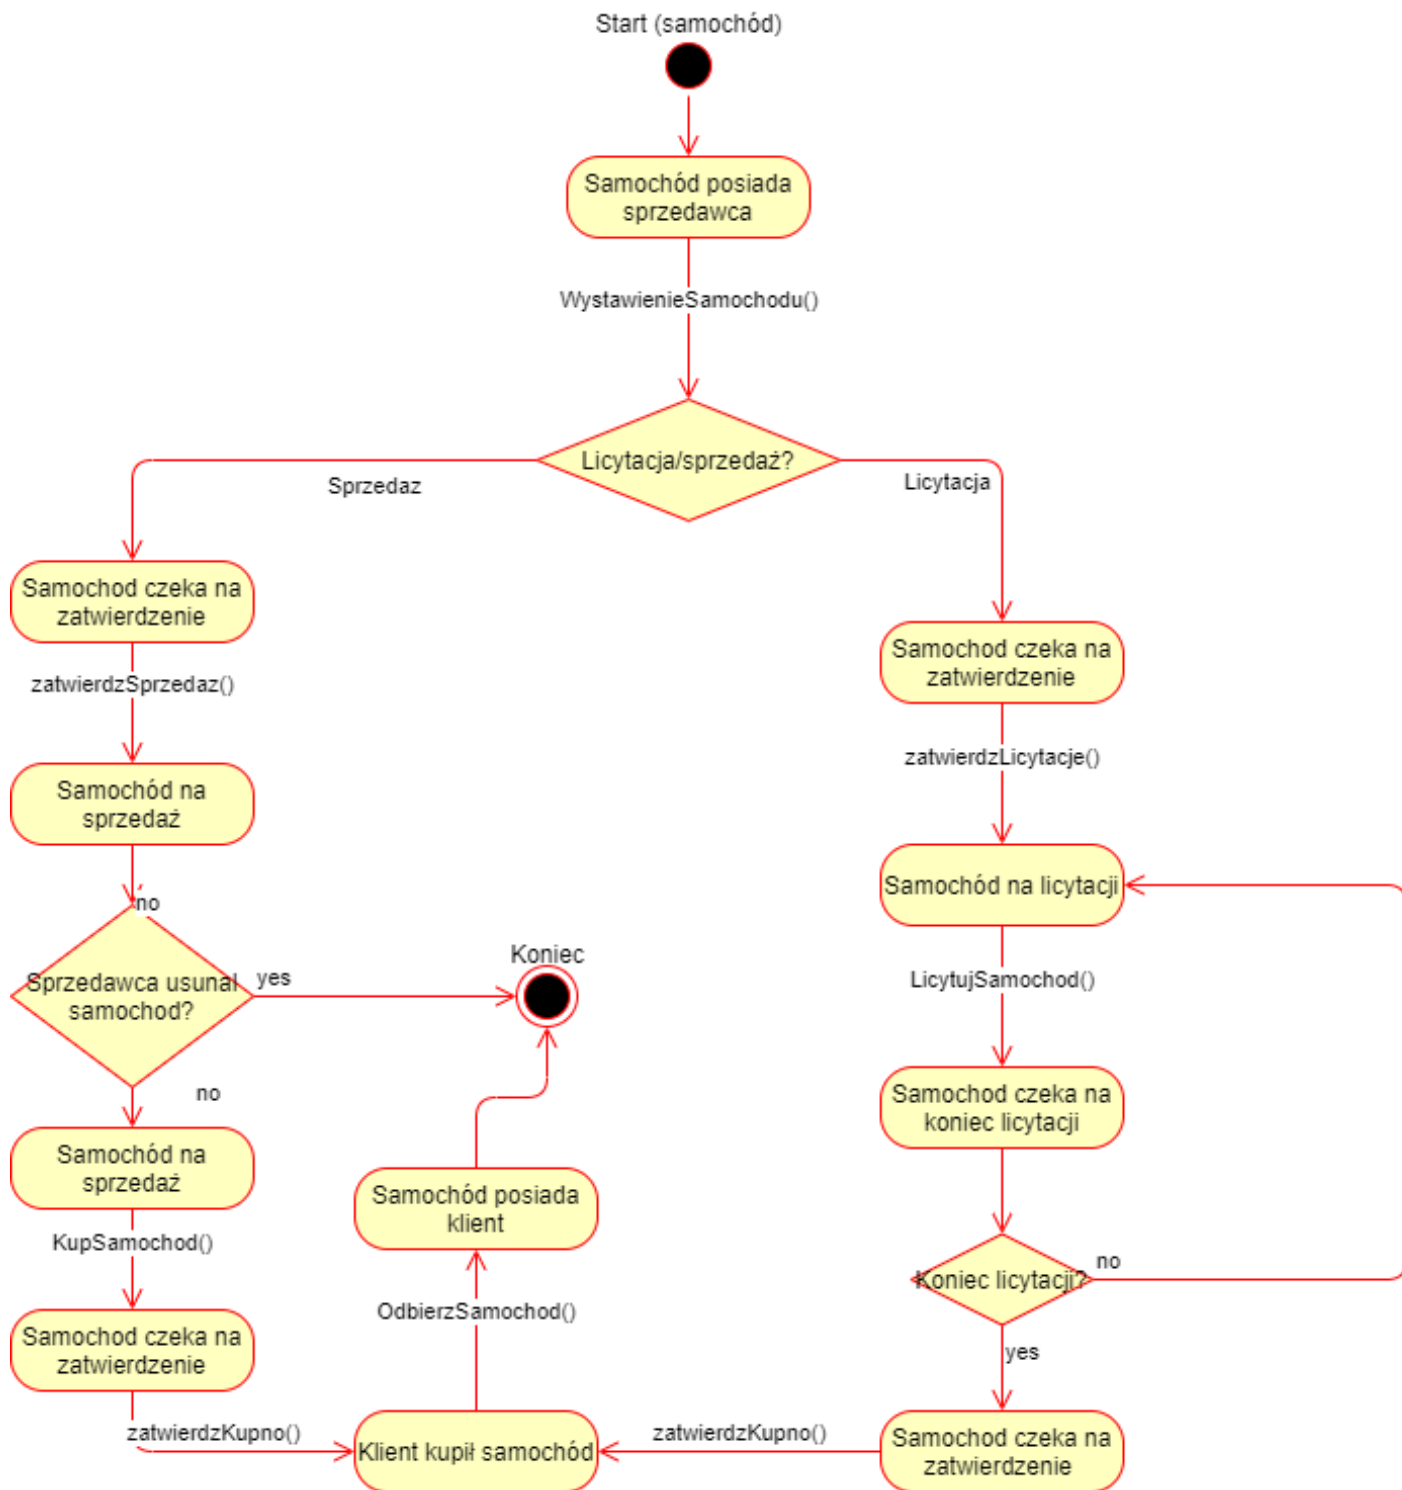 Start (samochód)
Samochód posiada
sprzedawca
WystawienieSamochodu()
Licytacja/sprzedaź?
Sprzedaz
Licytacja
Samochod czeka na
zatwierdzenie
zatwierdzSprzedaz()
Samochód na
sprzedaź
no
Sprzedawca usunal
samochod?
yes
Koniec
no
Samochód na
sprzedaź
KupSamochod()
Samochod czeka na
zatwierdzenie
zatwierdzKupno()
Klient kupił samochód
OdbierzSamochod()
Samochód posiada
klient
Samochod czeka na
zatwierdzenie
zatwierdzLicytacje()
Samochód na licytacji
LicytujSamochod()
Samochod czeka na
koniec licytacji
Koniec licytacji?
no
yes
Samochod czeka na
zatwierdzenie
zatwierdzKupno()